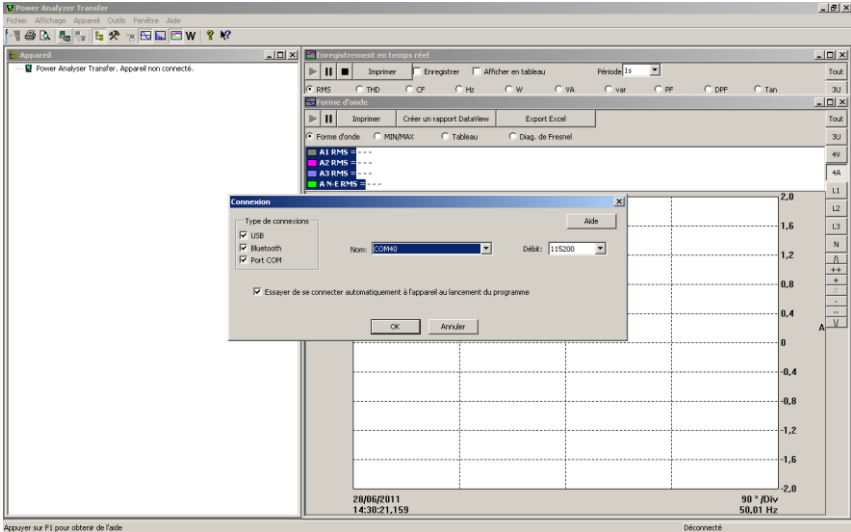 Power Analyzer Transfer
Fichier Affichage Appareil Outils Fenêtre Aide
W ?
Appareil
Power Analyser Transfer. Appareil non connecté.
Enregistrement en temps réel
Imprimer Enregistrer Afficher en tableau Période 1s Tout
RMS THD CF Hz W VA var PF DPF Tan 3U
Forme d'onde
Imprimer Créer un rapport DataView Export Excel Tout
Forme d'onde MIN/MAX Tableau Diag. de Fresnel 3U
A1 RMS = - - -
A2 RMS = - - -
A3 RMS = - - -
A N-E RMS = - - -
4V
4A
L1
L2
L3
N
++
+
0
-
--
Connexion
Type de connexions
USB
Bluetooth
Port COM
Aide
Nom: COM40 Débit: 115200
Essayer de se connecter automatiquement à l'appareil au lancement du programme
OK Annuler
2,0
1,6
1,2
0,8
0,4
A
0
-0,4
-0,8
-1,2
-1,6
-2,0
28/06/2011 90 ° /Div
14:30:21,159 50,01 Hz
Appuyer sur F1 pour obtenir de l'aide Déconnecté